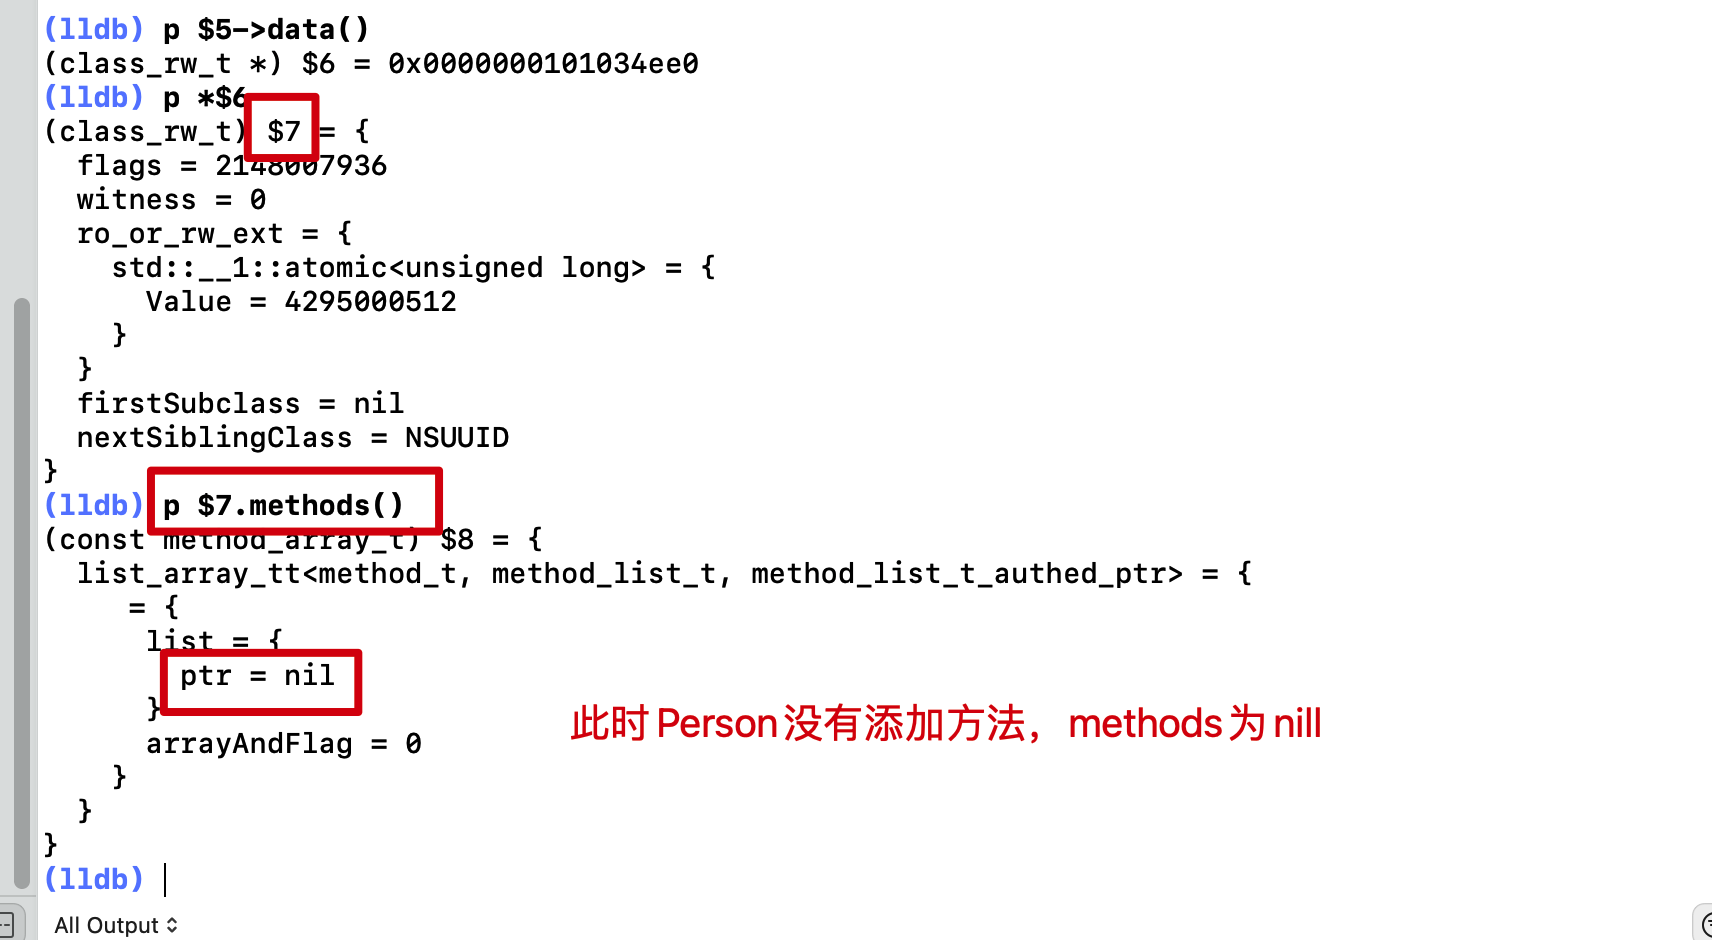 (lldb) p $5->data()
(class_rw_t *) $6 = 0x0000000101034ee0
(lldb) p *$6
(class_rw_t) $7 = {
  flags = 2148007936
  witness = 0
  ro_or_rw_ext = {
    std::__1::atomic<unsigned long> = {
      Value = 4295000512
    }
  }
  firstSubclass = nil
  nextSiblingClass = NSUUID
}
(lldb) p $7.methods()
(const method_array_t) $8 = {
  list_array_tt<method_t, method_list_t, method_list_t_authed_ptr> = {
     = {
      list = {
        ptr = nil
      }
此时 Person 没有添加方法，methods 为 nill
      arrayAndFlag = 0
    }
  }
}
(lldb)
All Output